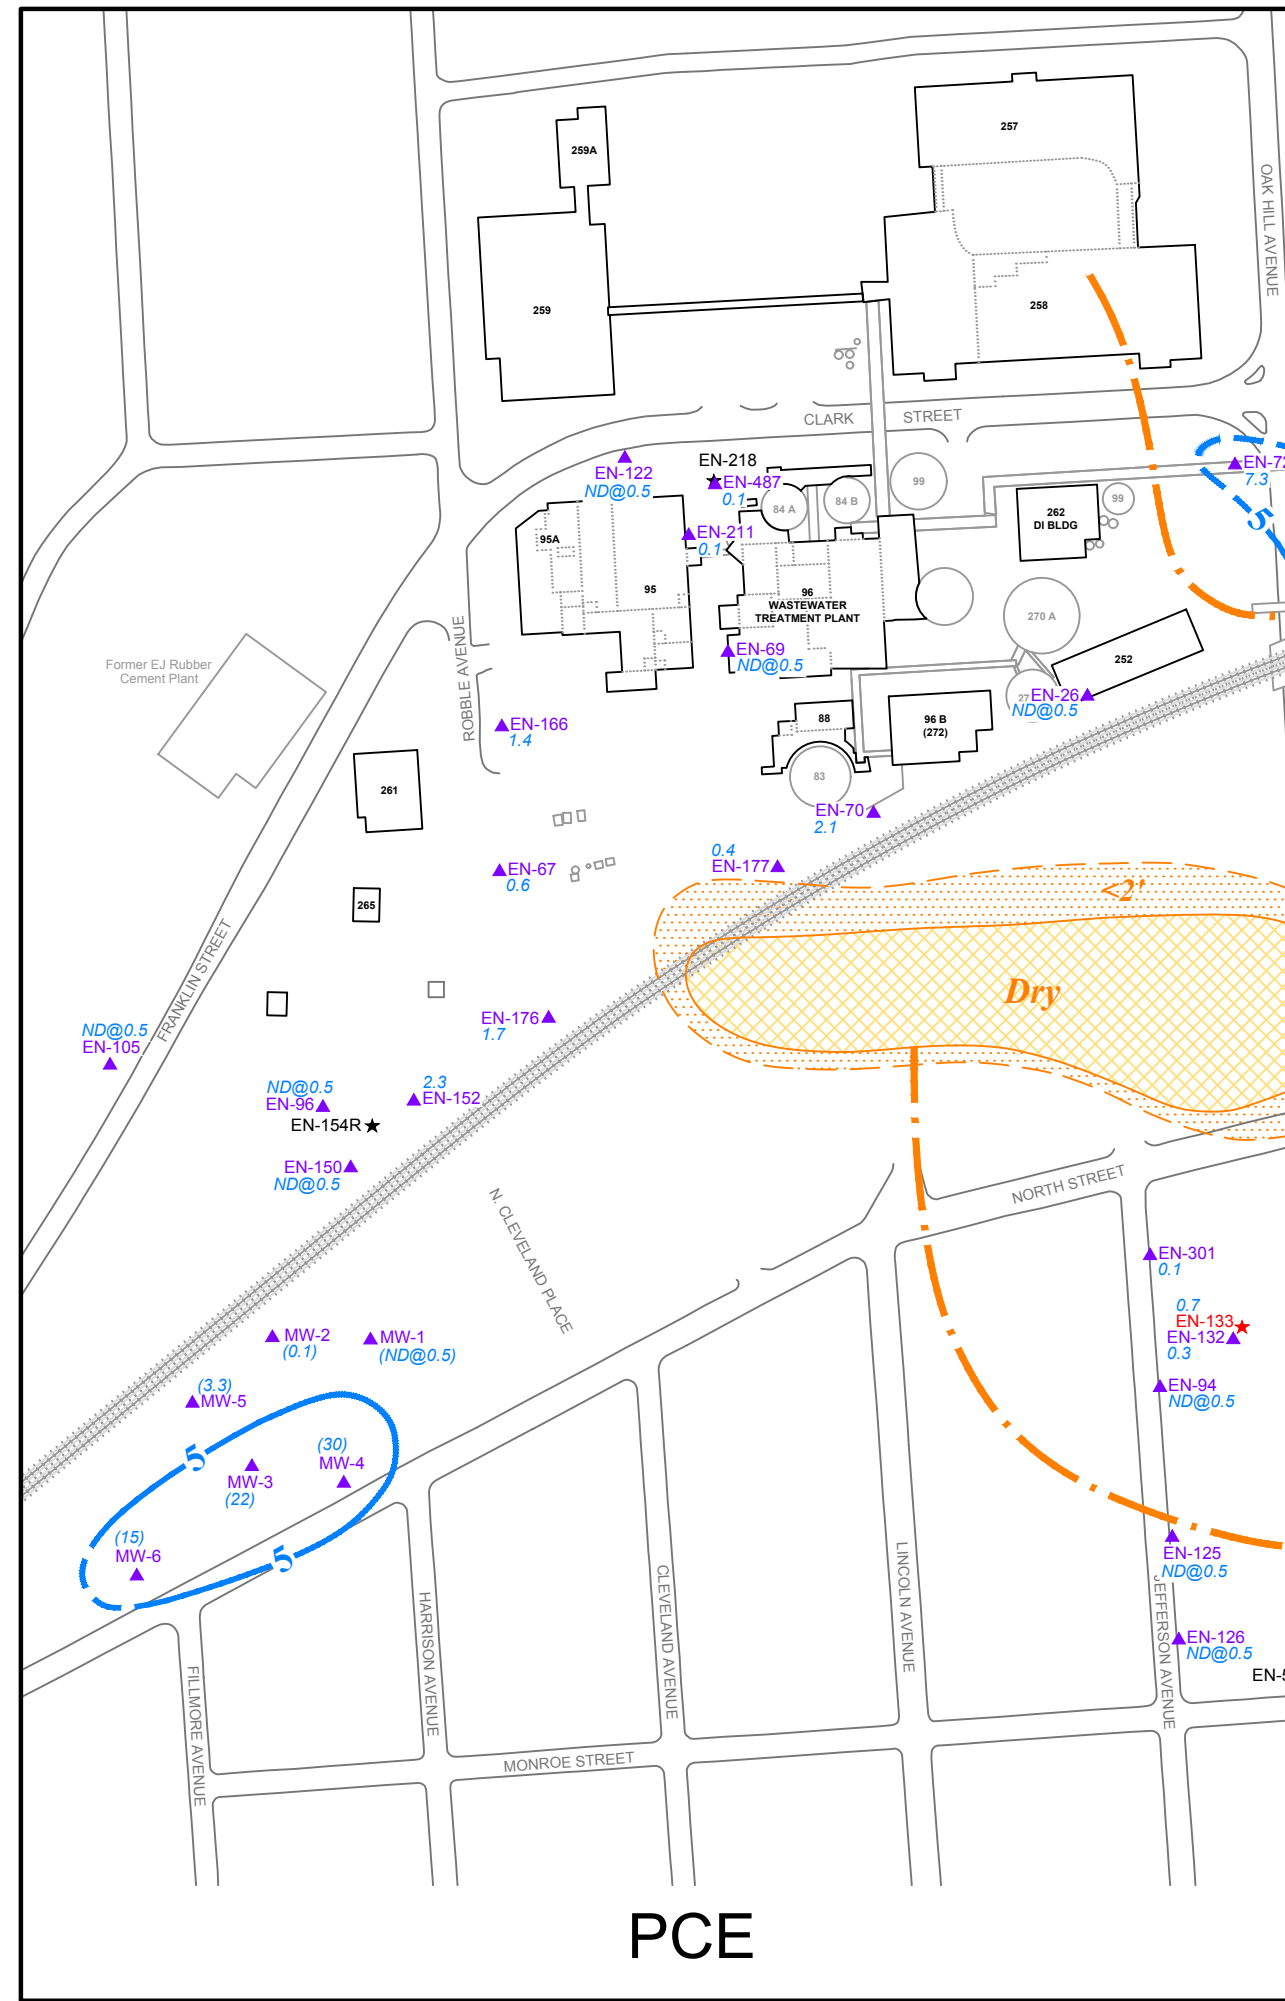 257
259A
OAK HILL AVENUE
259
258
CLARK STREET
EN-218
EN-122
ND@0.5
EN-487
0.1
EN-72
7.3
99
84 A
84 B
99
262
DI BLDG
5
EN-211
0.1
95A
95
96
WASTEWATER
TREATMENT PLANT
270 A
ROBBLE AVENUE
Former EJ Rubber
Cement Plant
EN-69
ND@0.5
252
27
EN-26
ND@0.5
EN-166
1.4
88
96 B
(272)
83
261
EN-70
2.1
0.4
EN-177
EN-67
0.6
<2'
265
FRANKLIN STREET
Dry
EN-176
1.7
ND@0.5
EN-105
ND@0.5
EN-96
2.3
EN-152
EN-154R
EN-150
ND@0.5
NORTH STREET
N. CLEVELAND PLACE
EN-301
0.1
0.7
EN-133
EN-132
0.3
MW-2
(0.1)
MW-1
(ND@0.5)
EN-94
ND@0.5
(3.3)
MW-5
5
(30)
MW-4
MW-3
(22)
(15)
MW-6
5
EN-125
ND@0.5
LINCOLN AVENUE
CLEVELAND AVENUE
HARRISON AVENUE
JEFFERSON AVENUE
EN-126
ND@0.5
EN-5
FILLMORE AVENUE
MONROE STREET
PCE